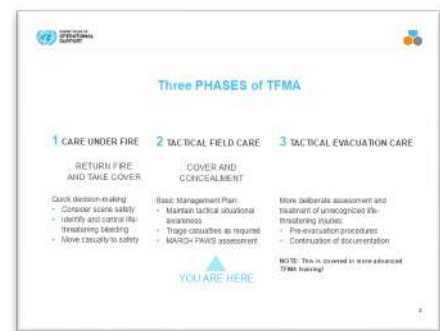 UNITED NATIONS
OPERATIONAL
SUPPORT
Three PHASES of TFMA
1 CARE UNDER FIRE
RETURN FIRE
AND TAKE COVER
Quick decision-making:
• Consider scene safety
• Identify and control life-
threatening bleeding
• Move casualty to safety
2 TACTICAL FIELD CARE
COVER AND
CONCEALMENT
Basic Management Plan:
• Maintain tactical situational
awareness
• Triage casualties as required
• MARCH PAWS assessment
YOU ARE HERE
3 TACTICAL EVACUATION CARE
More deliberate assessment and
treatment of unrecognized life-
threatening injuries:
• Pre-evacuation procedures
• Continuation of documentation
NOTE: This is covered in more advanced
TFMA training!